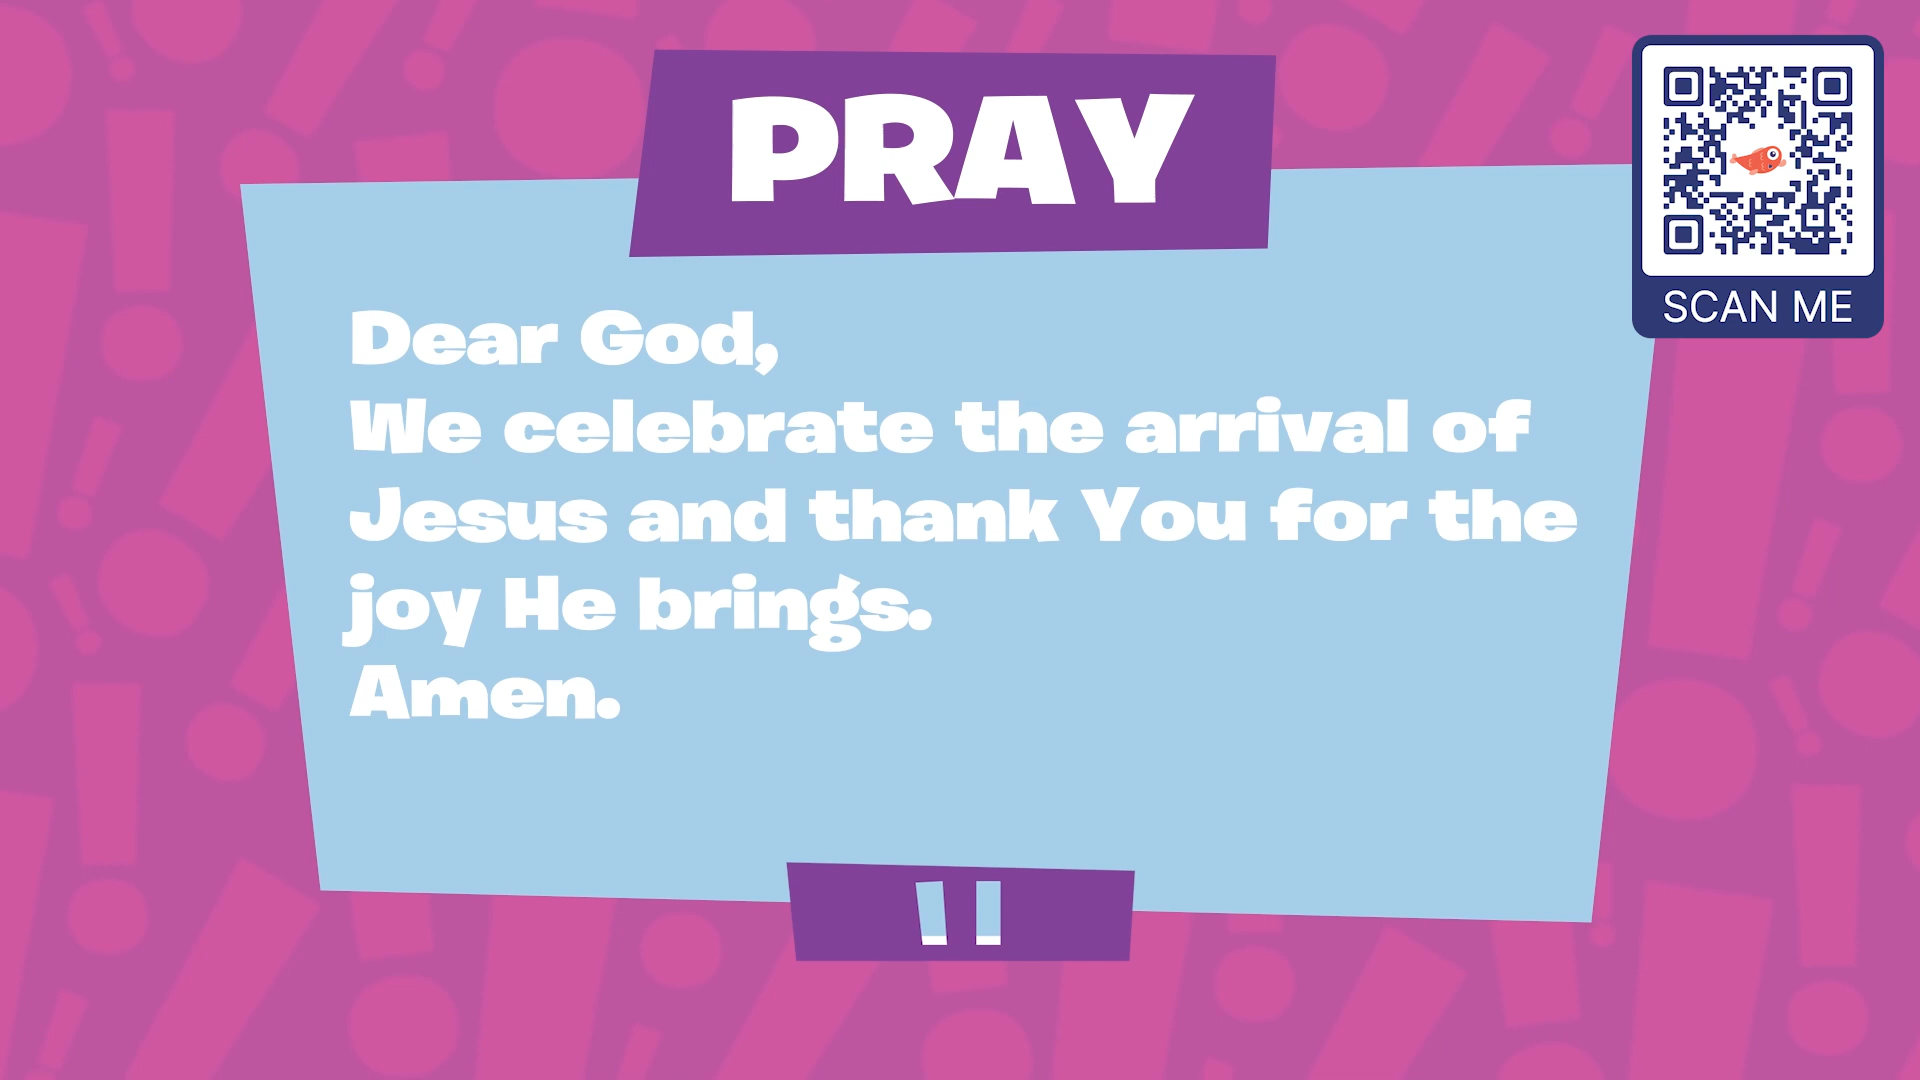 PRAY
SCAN ME
Dear God,
We celebrate the arrival of
Jesus and thank You for the
joy He brings.
Amen.